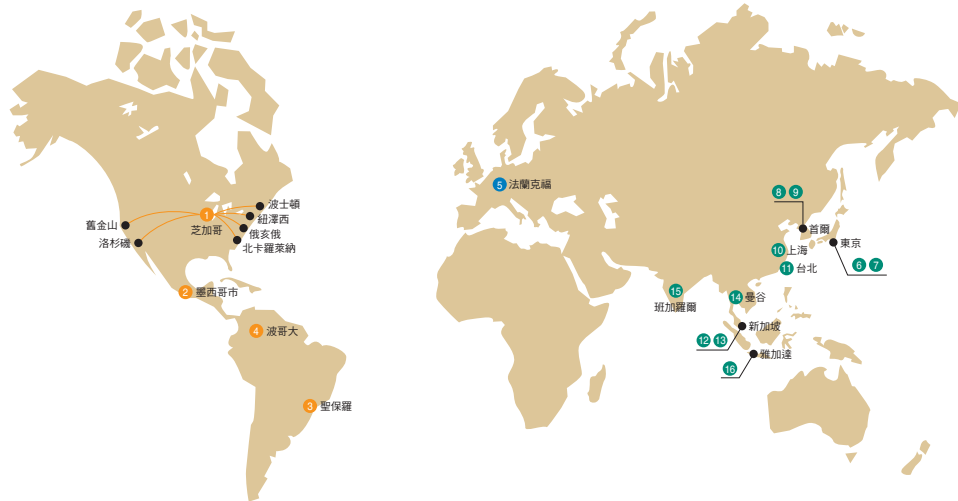 波士頓
1
紐澤西
舊金山
芝加哥
俄亥俄
洛杉磯
北卡羅萊納
2 墨西哥市
4 波哥大
3 聖保羅
5 法蘭克福
8 9
首爾
東京
10 上海
6 7
11 台北
15
班加羅爾
14 曼谷
新加坡
12 13
雅加達
16